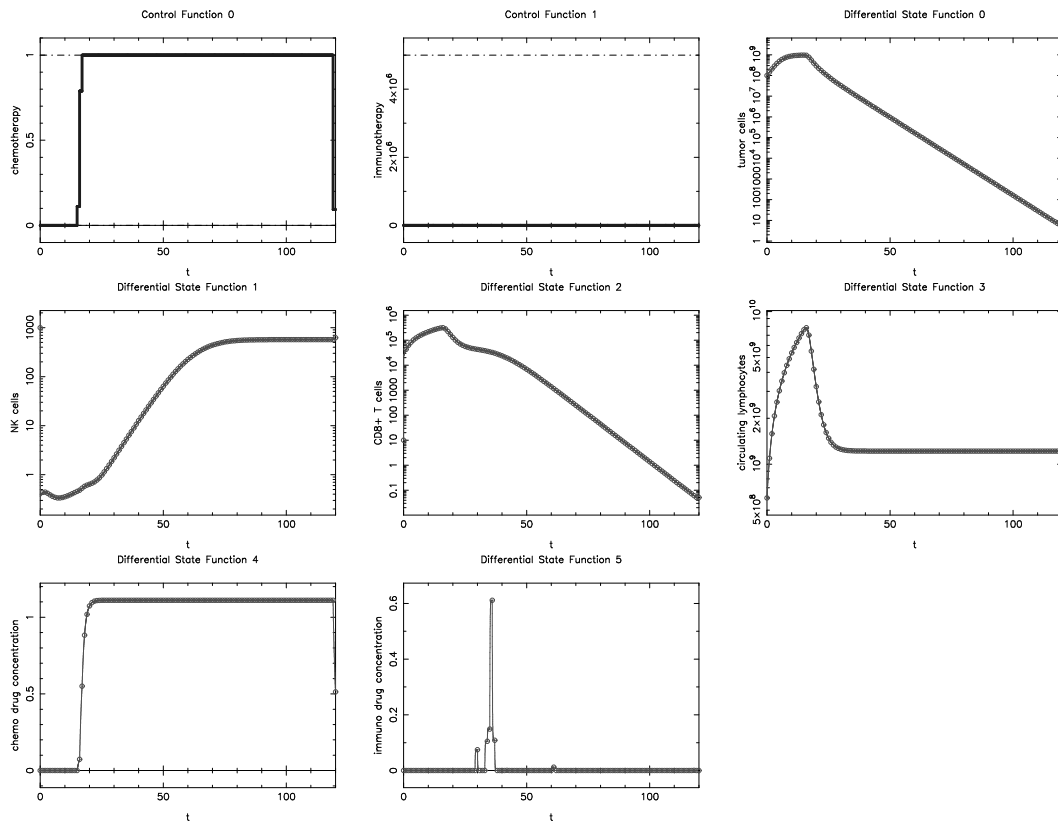 Control Function 0
Control Function 1
Differential State Function 0
chemotherapy
0
0.5
1
0
50
100
t
immunotherapy
0
2×10⁶
4×10⁶
0
50
100
t
tumor cells
1
10
100
1000
10⁴
10⁵
10⁶
10⁷
10⁸
10⁹
0
50
100
t
Differential State Function 1
Differential State Function 2
Differential State Function 3
NK cells
1
10
100
1000
0
50
100
t
CD8+ T cells
0.1
1
10
100
1000
10⁴
10⁵
10⁶
0
50
100
t
circulating lymphocytes
5×10⁸
10⁹
2×10⁹
5×10⁹
10¹⁰
0
50
100
t
Differential State Function 4
Differential State Function 5
chemo drug concentration
0
0.5
1
0
50
100
t
immuno drug concentration
0
0.2
0.4
0.6
0
50
100
t